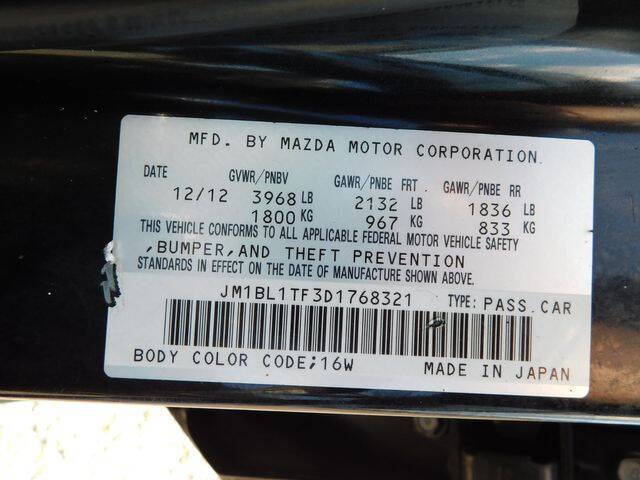 MFD. BY MAZDA MOTOR CORPORATION
DATE GVWR/PNBV GAWR/PNBE FRT GAWR/PNBE RR
12/12 3968 LB 2132 LB 1836 LB
1800 KG 967 KG 833 KG
THIS VEHICLE CONFORMS TO ALL APPLICABLE FEDERAL MOTOR VEHICLE SAFETY
,BUMPER,AND THEFT PREVENTION
STANDARDS IN EFFECT ON THE DATE OF MANUFACTURE SHOWN ABOVE.
JM1BL1TF3D1768321 TYPE: PASS. CAR
BODY COLOR CODE;16W MADE IN JAPAN